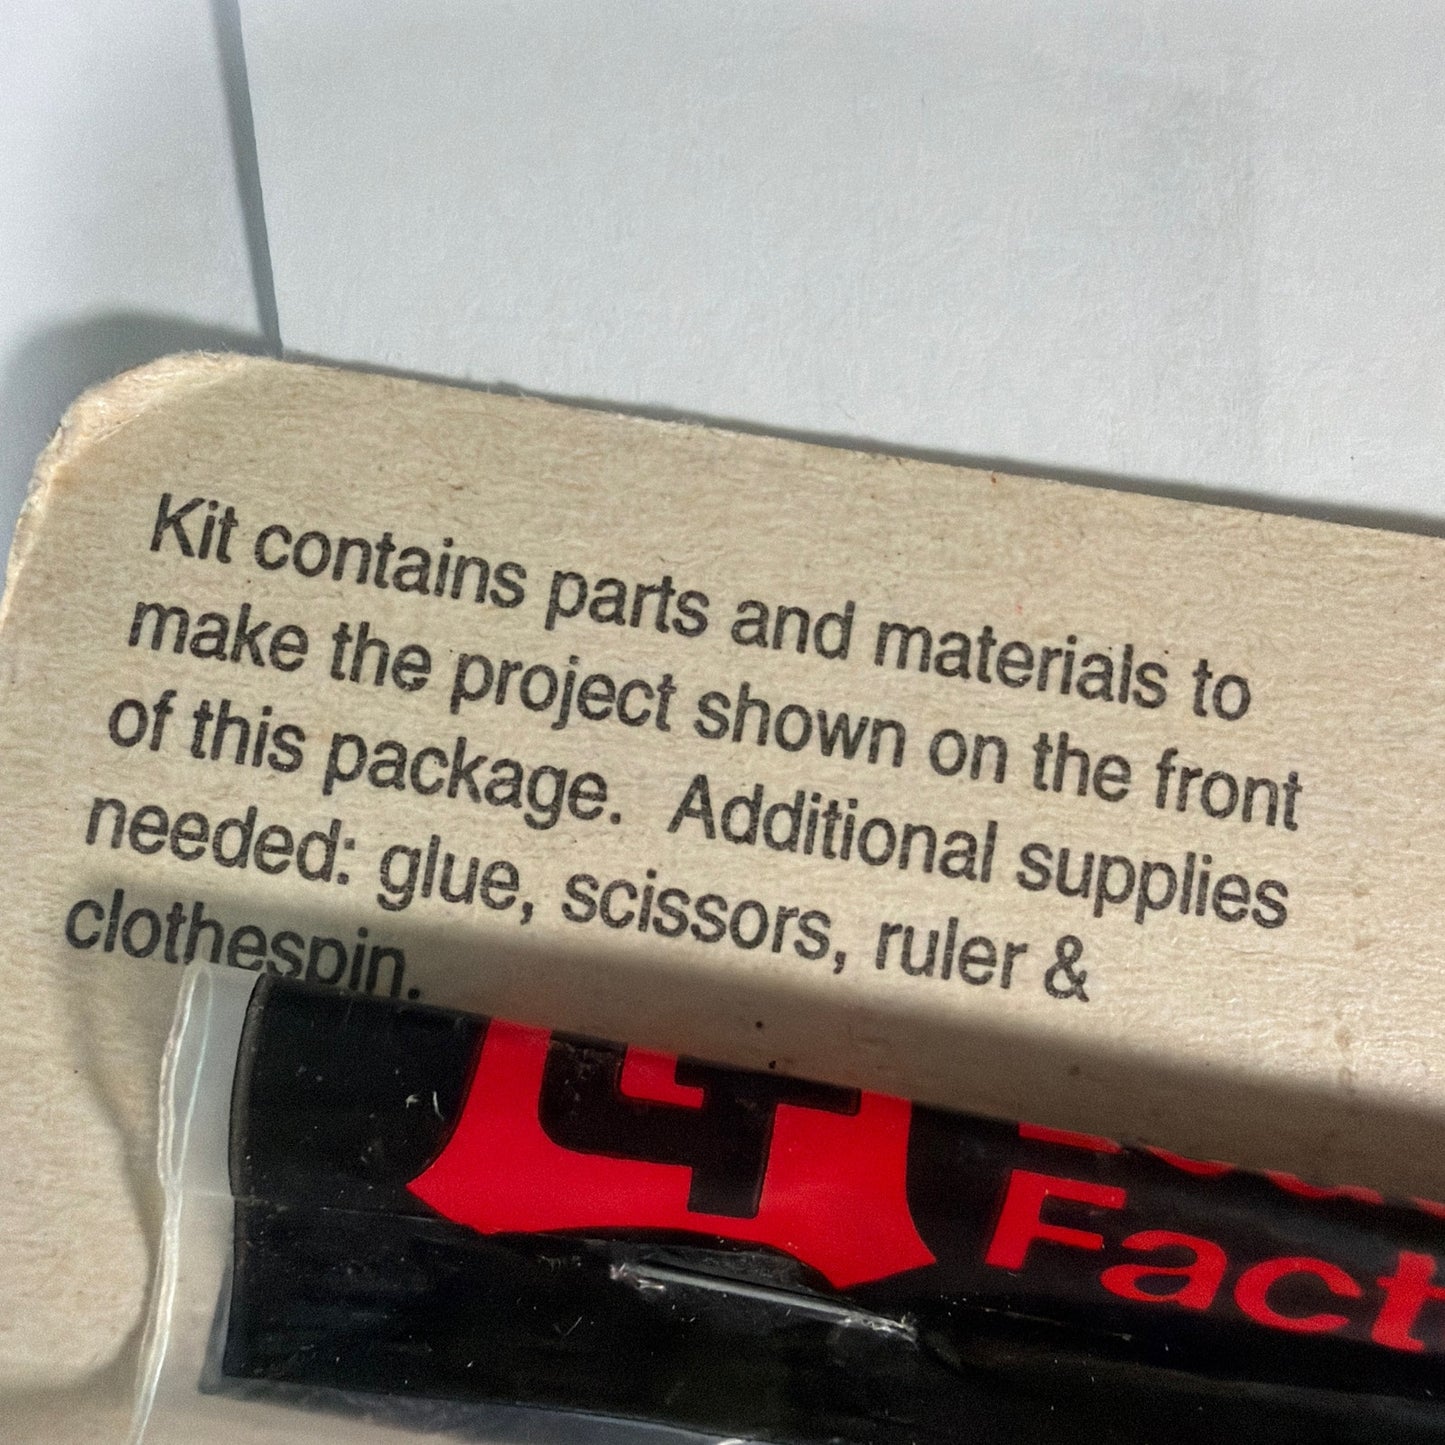 Kit contains parts and materials to
make the project shown on the front
of this package.  Additional supplies
needed: glue, scissors, ruler &
clothespin.